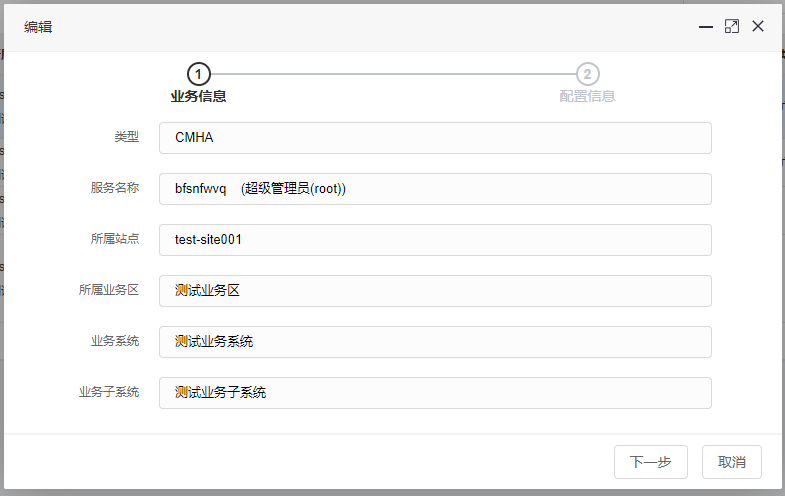 编辑
1 2
业务信息 配置信息
类型 CMHA
服务名称 bfsnfwvq (超级管理员(root))
所属站点 test-site001
所属业务区 测试业务区
业务系统 测试业务系统
业务子系统 测试业务子系统
下一步 取消